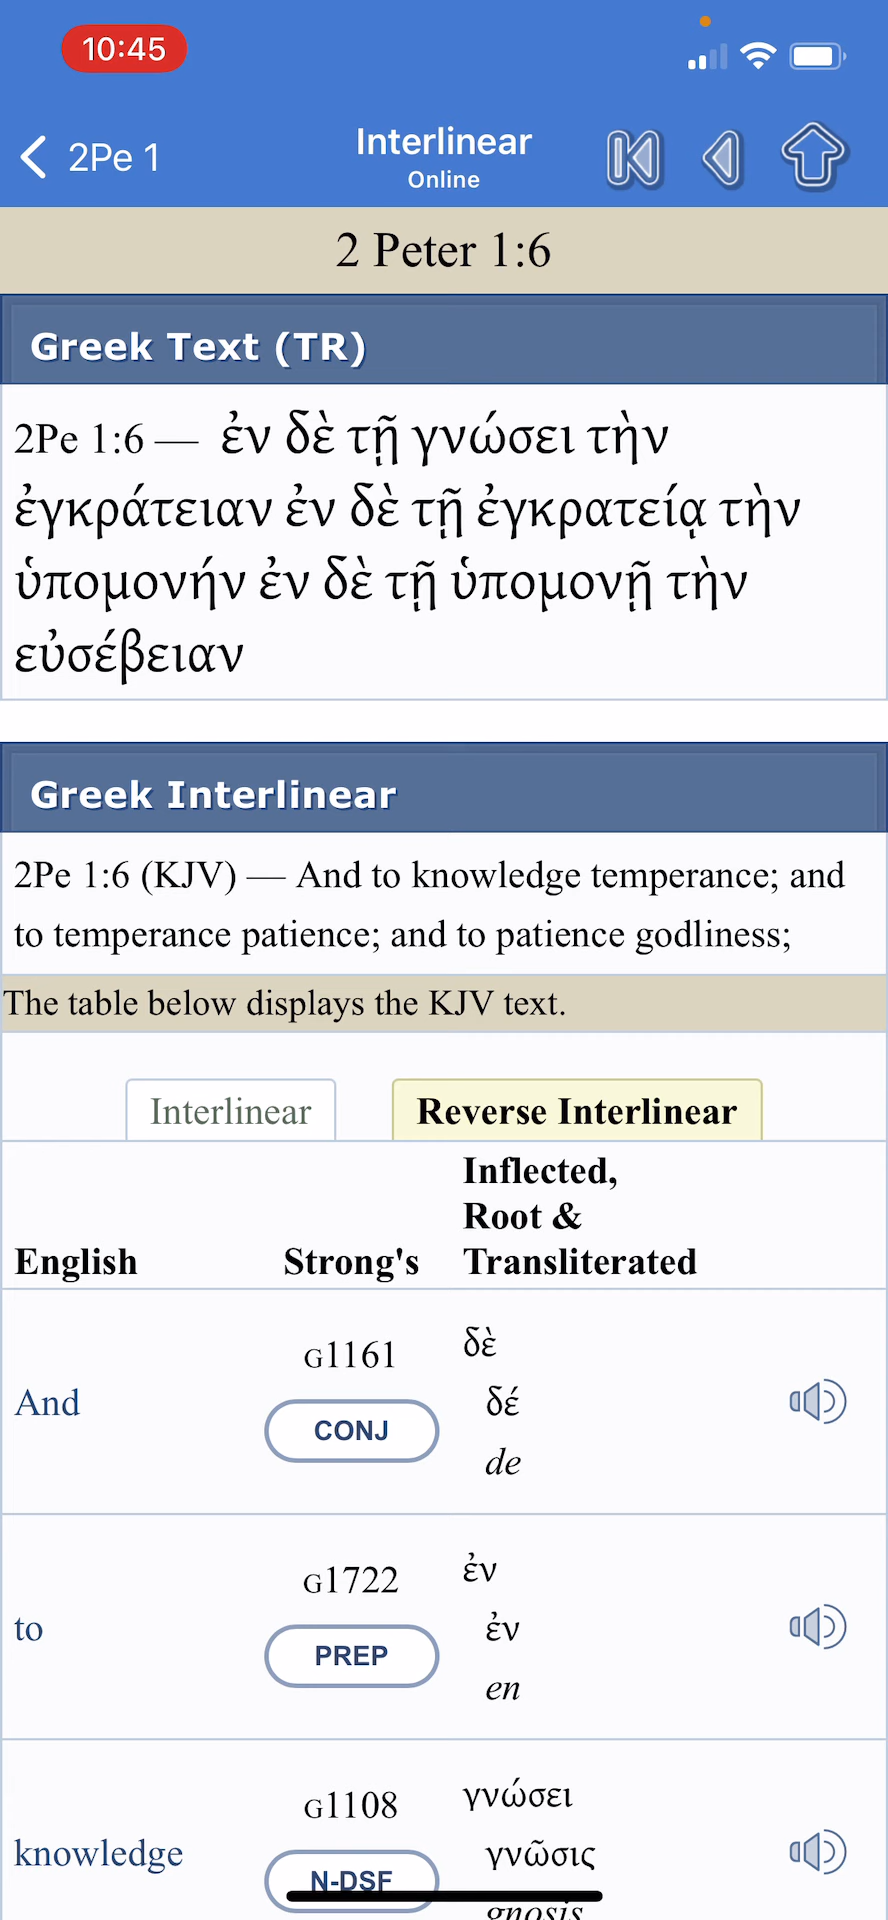 10:45
2Pe 1
Interlinear
Online
2 Peter 1:6
Greek Text (TR)
2Pe 1:6 — ἐν δὲ τῇ γνώσει τὴν
ἐγκράτειαν ἐν δὲ τῇ ἐγκρατείᾳ τὴν
ὑπομονήν ἐν δὲ τῇ ὑπομονῇ τὴν
εὐσέβειαν
Greek Interlinear
2Pe 1:6 (KJV) — And to knowledge temperance; and
to temperance patience; and to patience godliness;
The table below displays the KJV text.
Interlinear Reverse Interlinear
English Strong's Inflected,
Root &
Transliterated
And G1161 δὲ
CONJ δέ
de
to G1722 ἐν
PREP ἐν
en
knowledge G1108 γνώσει
N-DSF γνῶσις
gnosis